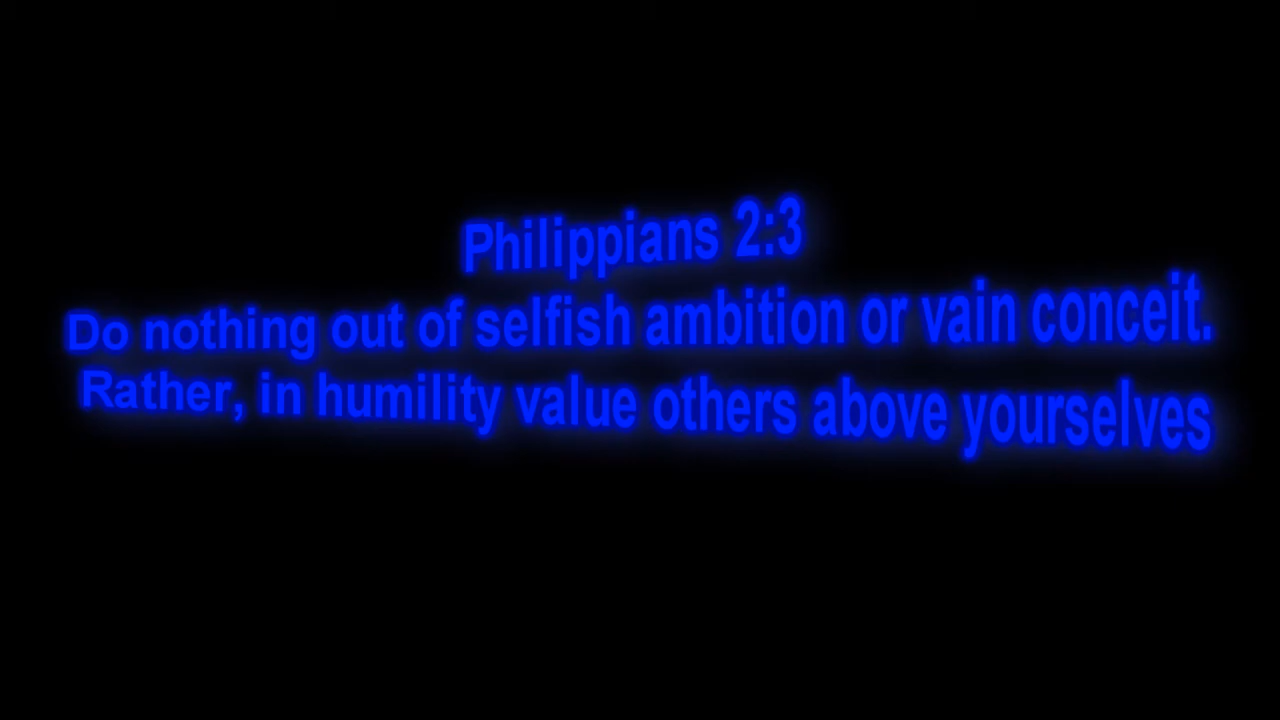 Philippians 2:3
Do nothing out of selfish ambition or vain conceit.
Rather, in humility value others above yourselves